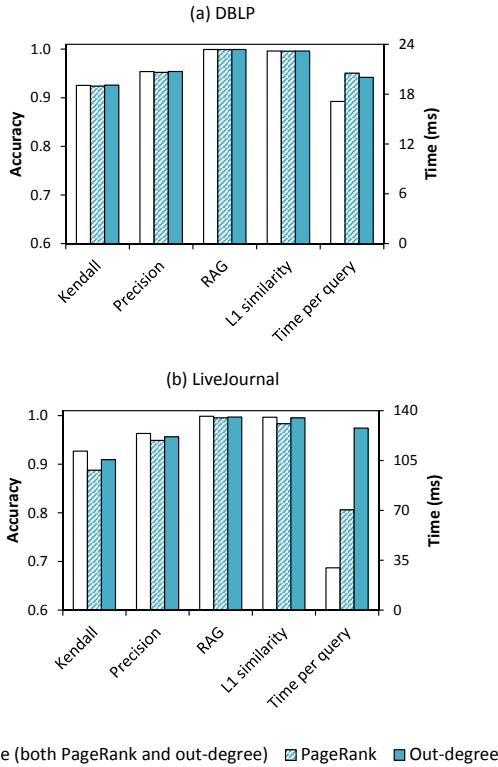 (a) DBLP
1.0
0.9
0.8
0.7
0.6
Accuracy
24
18
12
6
0
Time (ms)
Kendall
Precision
RAG
L1 similarity
Time per query
(b) LiveJournal
1.0
0.9
0.8
0.7
0.6
Accuracy
140
105
70
35
0
Time (ms)
Kendall
Precision
RAG
L1 similarity
Time per query
e (both PageRank and out-degree) PageRank Out-degree